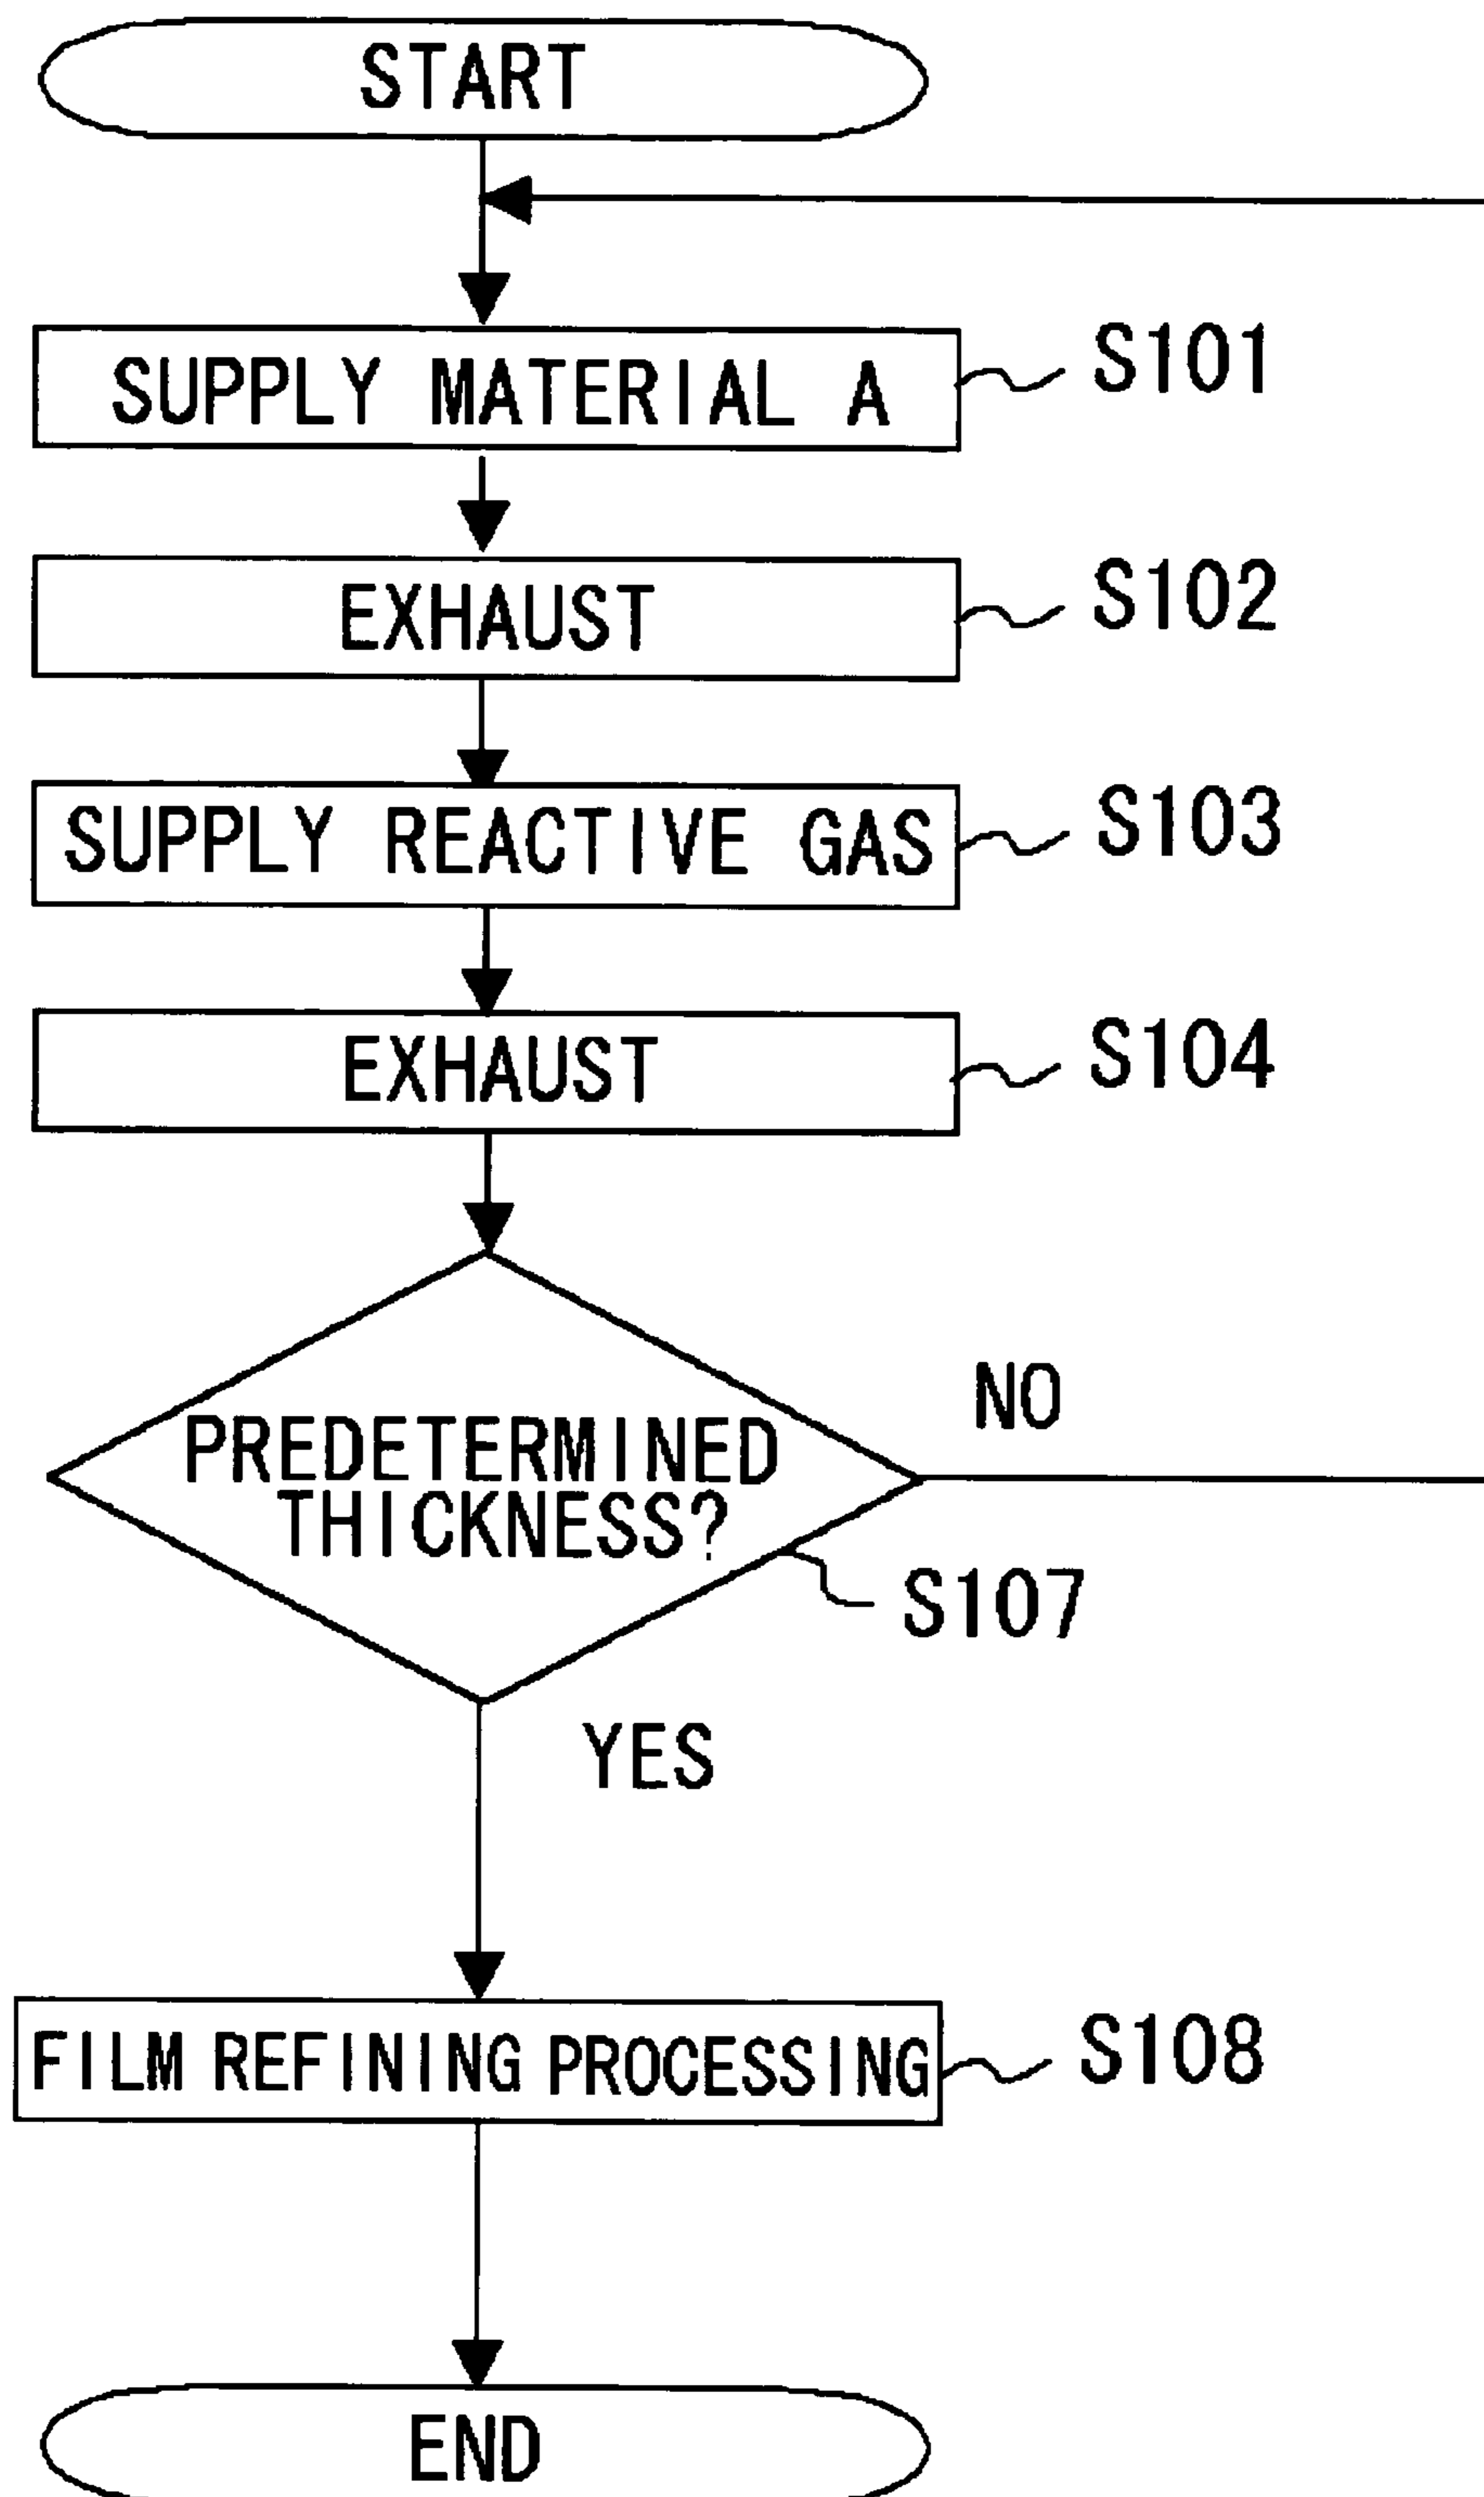 START
SUPPLY MATERIAL A
S101
EXHAUST
S102
SUPPLY REACTIVE GAS
S103
EXHAUST
S104
NO
PREDETERMINED
THICKNESS?
S107
YES
FILM REFINING PROCESSING
S108
END